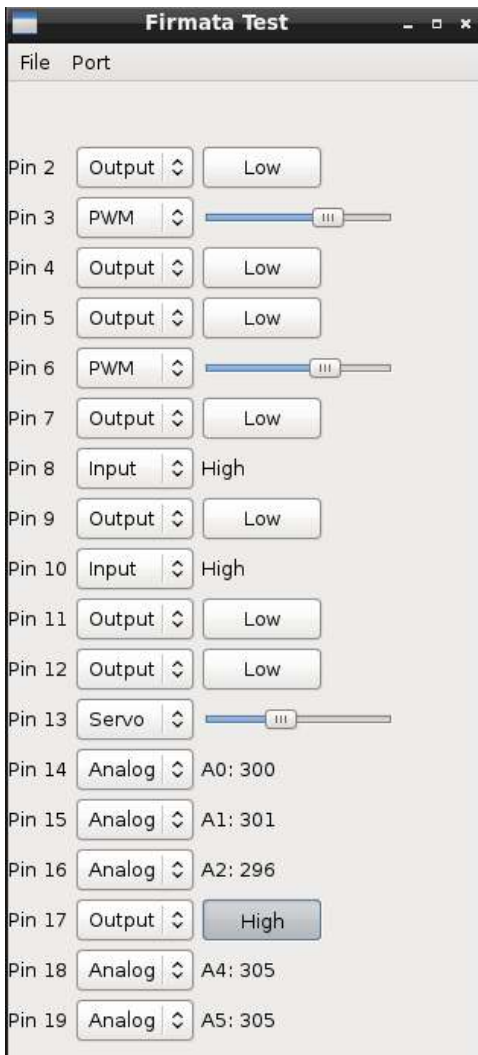 Firmata Test
File Port
Pin 2 Output Low
Pin 3 PWM
Pin 4 Output Low
Pin 5 Output Low
Pin 6 PWM
Pin 7 Output Low
Pin 8 Input High
Pin 9 Output Low
Pin 10 Input High
Pin 11 Output Low
Pin 12 Output Low
Pin 13 Servo
Pin 14 Analog A0: 300
Pin 15 Analog A1: 301
Pin 16 Analog A2: 296
Pin 17 Output High
Pin 18 Analog A4: 305
Pin 19 Analog A5: 305